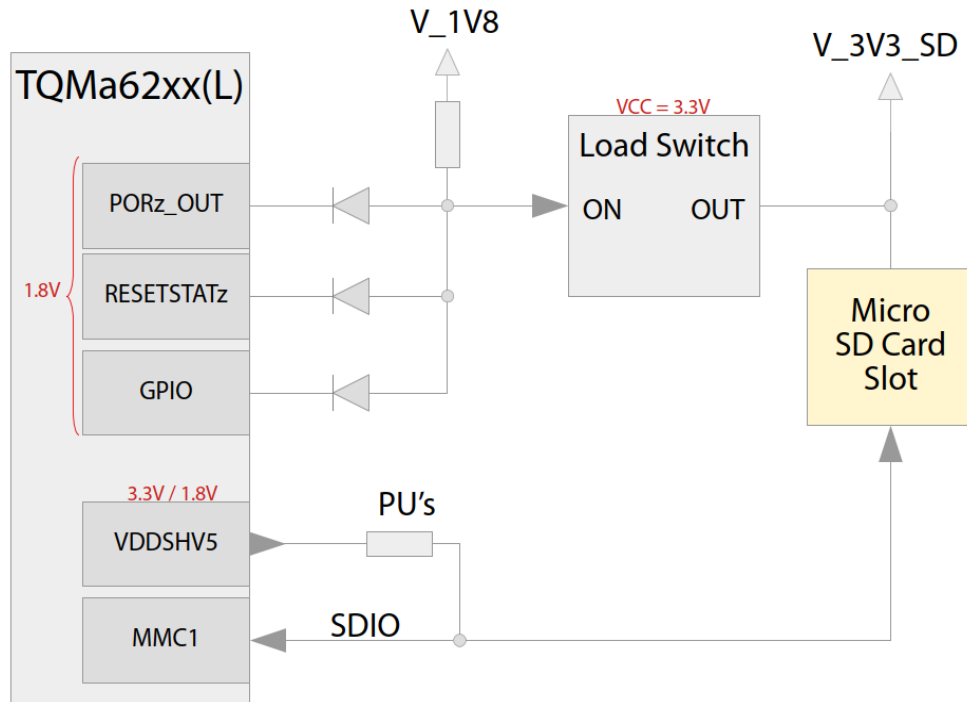 V_1V8
V_3V3_SD
TQMa62xx(L)
VCC = 3.3V
Load Switch
ON OUT
PORz_OUT
1.8V
RESETSTATz
GPIO
Micro
SD Card
Slot
3.3V / 1.8V
VDDSHV5
PU's
MMC1
SDIO